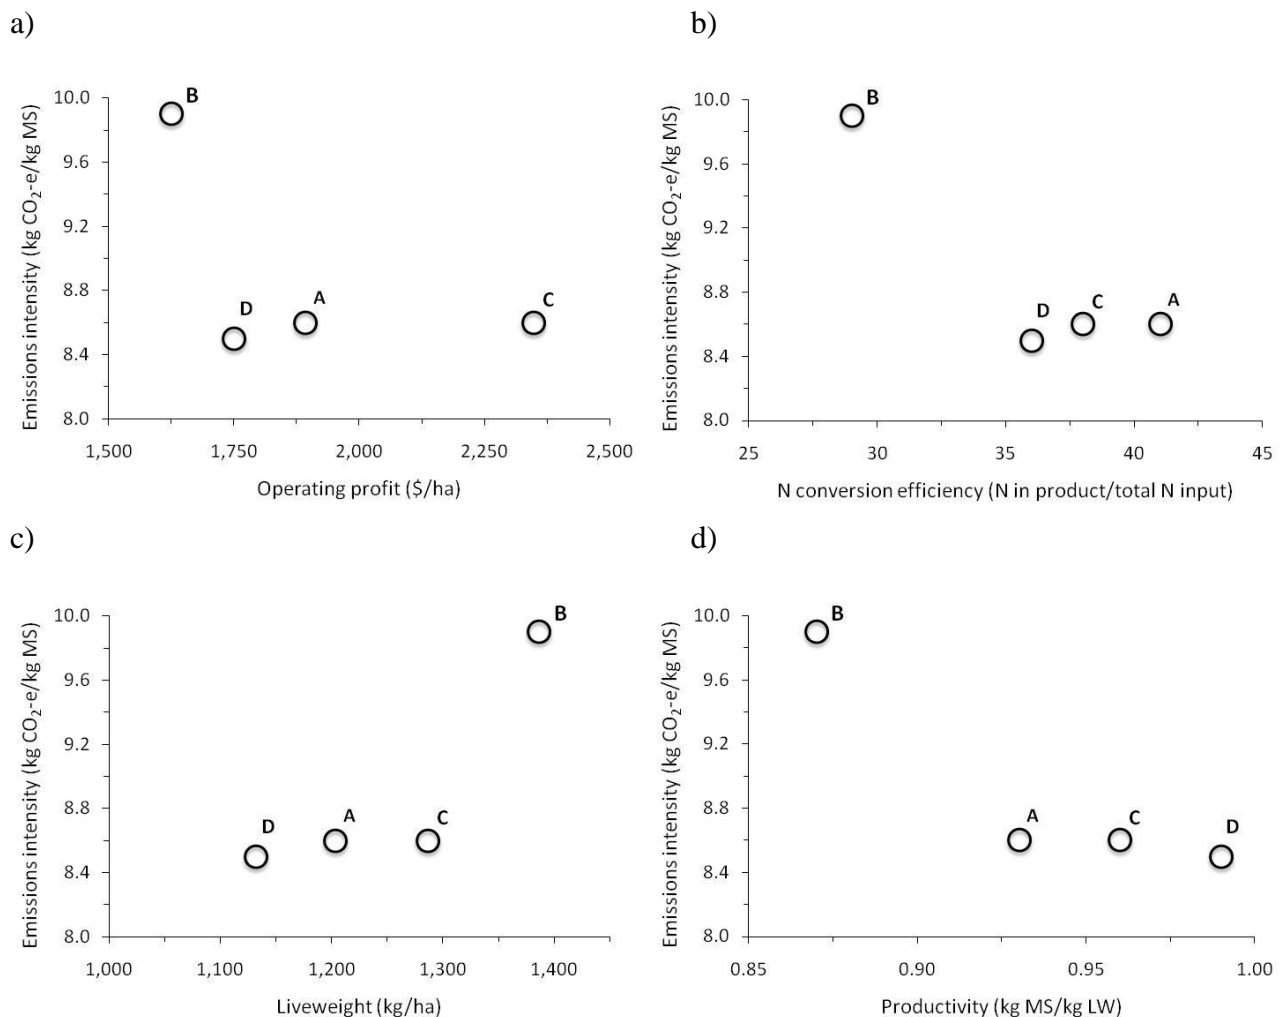 a)
Emissions intensity (kg CO₂-e/kg MS)
10.0
9.6
9.2
8.8
8.4
8.0
B
D
A
C
1,500
1,750
2,000
2,250
2,500
Operating profit ($/ha)
b)
Emissions intensity (kg CO₂-e/kg MS)
10.0
9.6
9.2
8.8
8.4
8.0
B
D
C
A
25
30
35
40
45
N conversion efficiency (N in product/total N input)
c)
Emissions intensity (kg CO₂-e/kg MS)
10.0
9.6
9.2
8.8
8.4
8.0
B
D
A
C
1,000
1,100
1,200
1,300
1,400
Liveweight (kg/ha)
d)
Emissions intensity (kg CO₂-e/kg MS)
10.0
9.6
9.2
8.8
8.4
8.0
B
A
C
D
0.85
0.90
0.95
1.00
Productivity (kg MS/kg LW)